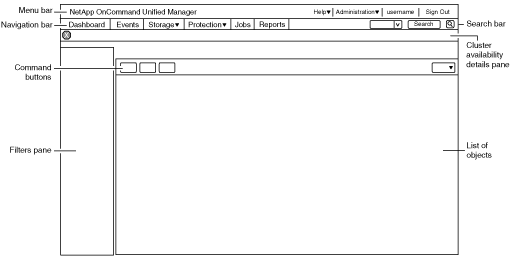 Menu bar
NetApp OnCommand Unified Manager
Help▾ Administration▾ username Sign Out
Navigation bar
Dashboard Events Storage▾ Protection▾ Jobs Reports
Search
Search bar
Cluster
availability
details pane
Command
buttons
Filters pane
List of
objects